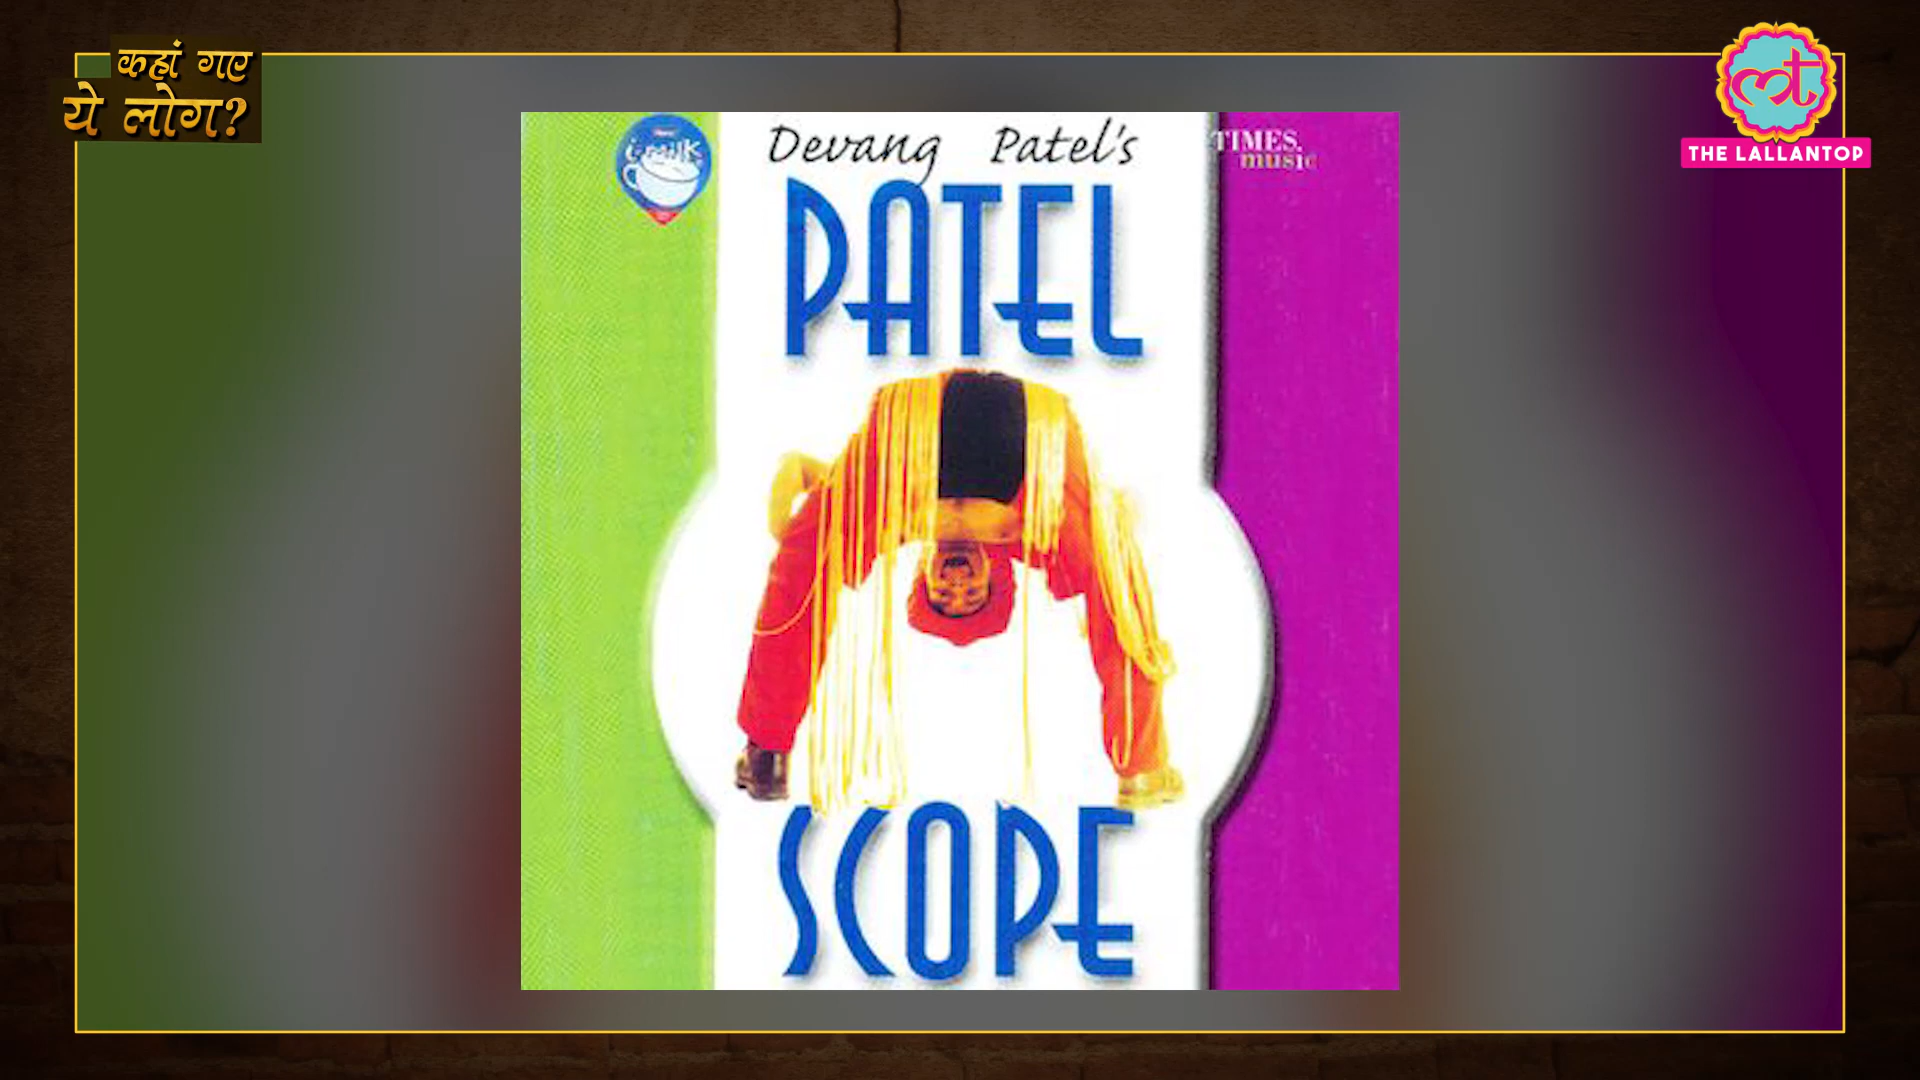 कहां गए
ये लोग?
THE LALLANTOP
Devang Patel's
TIMES.
music
PATEL
SCOPE